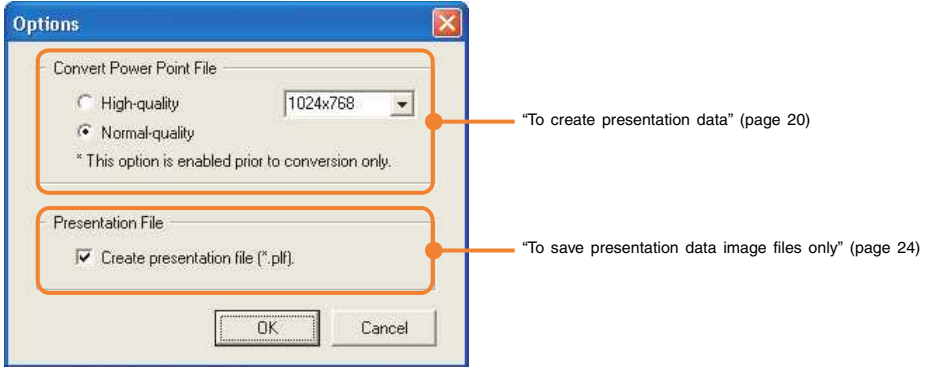 Options
Convert Power Point File
High-quality
1024x768
Normal-quality
* This option is enabled prior to conversion only.
“To create presentation data” (page 20)
Presentation File
Create presentation file (*.plf).
“To save presentation data image files only” (page 24)
OK
Cancel